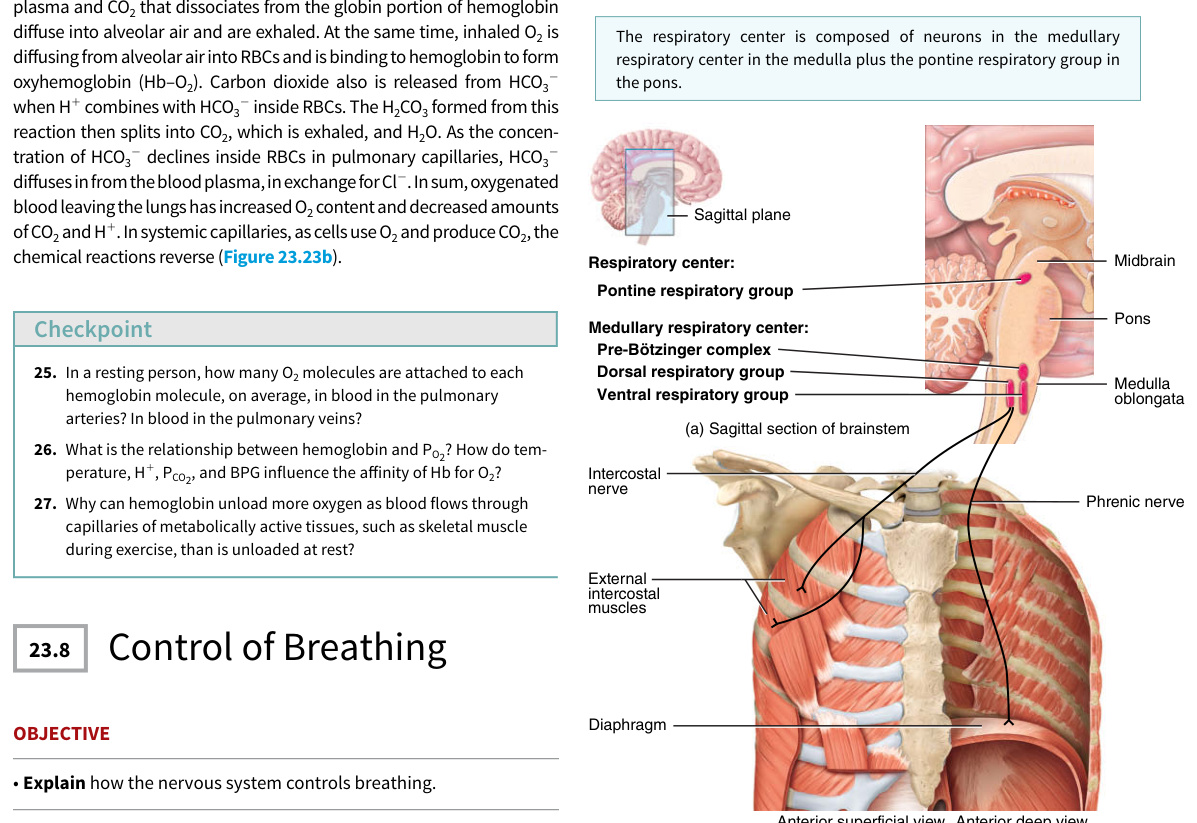 plasma and CO₂ that dissociates from the globin portion of hemoglobin
diffuse into alveolar air and are exhaled. At the same time, inhaled O₂ is
diffusing from alveolar air into RBCs and is binding to hemoglobin to form
oxyhemoglobin (Hb–O₂). Carbon dioxide also is released from HCO₃⁻
when H⁺ combines with HCO₃⁻ inside RBCs. The H₂CO₃ formed from this
reaction then splits into CO₂, which is exhaled, and H₂O. As the concen-
tration of HCO₃⁻ declines inside RBCs in pulmonary capillaries, HCO₃⁻
diffuses in from the blood plasma, in exchange for Cl⁻. In sum, oxygenated
blood leaving the lungs has increased O₂ content and decreased amounts
of CO₂ and H⁺. In systemic capillaries, as cells use O₂ and produce CO₂, the
chemical reactions reverse (Figure 23.23b).
Checkpoint
25. In a resting person, how many O₂ molecules are attached to each
hemoglobin molecule, on average, in blood in the pulmonary
arteries? In blood in the pulmonary veins?
26. What is the relationship between hemoglobin and P_O₂? How do tem-
perature, H⁺, P_CO₂, and BPG influence the affinity of Hb for O₂?
27. Why can hemoglobin unload more oxygen as blood flows through
capillaries of metabolically active tissues, such as skeletal muscle
during exercise, than is unloaded at rest?
23.8 Control of Breathing
OBJECTIVE
• Explain how the nervous system controls breathing.
The respiratory center is composed of neurons in the medullary
respiratory center in the medulla plus the pontine respiratory group in
the pons.
Sagittal plane
Respiratory center:
Pontine respiratory group
Medullary respiratory center:
Pre-Bötzinger complex
Dorsal respiratory group
Ventral respiratory group
Midbrain
Pons
Medulla
oblongata
(a) Sagittal section of brainstem
Intercostal
nerve
Phrenic nerve
External
intercostal
muscles
Diaphragm
Anterior superficial view
Anterior deep view